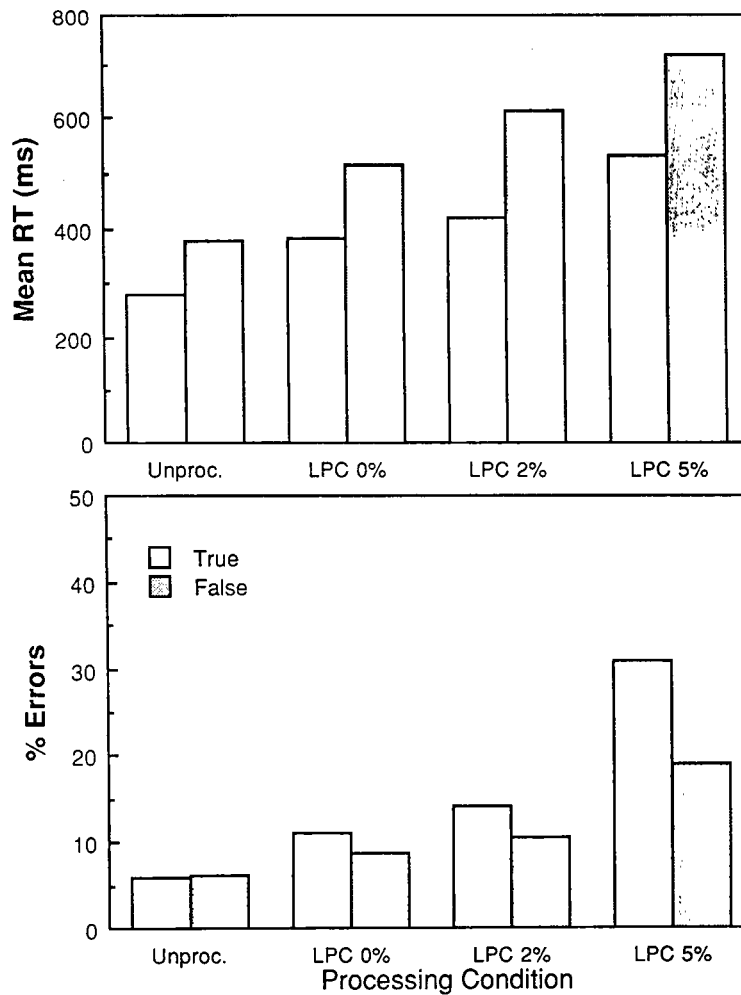 800
600
400
200
0
Mean RT (ms)
Unproc. LPC 0% LPC 2% LPC 5%
50
40
30
20
10
0
% Errors
True
False
Unproc. LPC 0% LPC 2% LPC 5%
Processing Condition